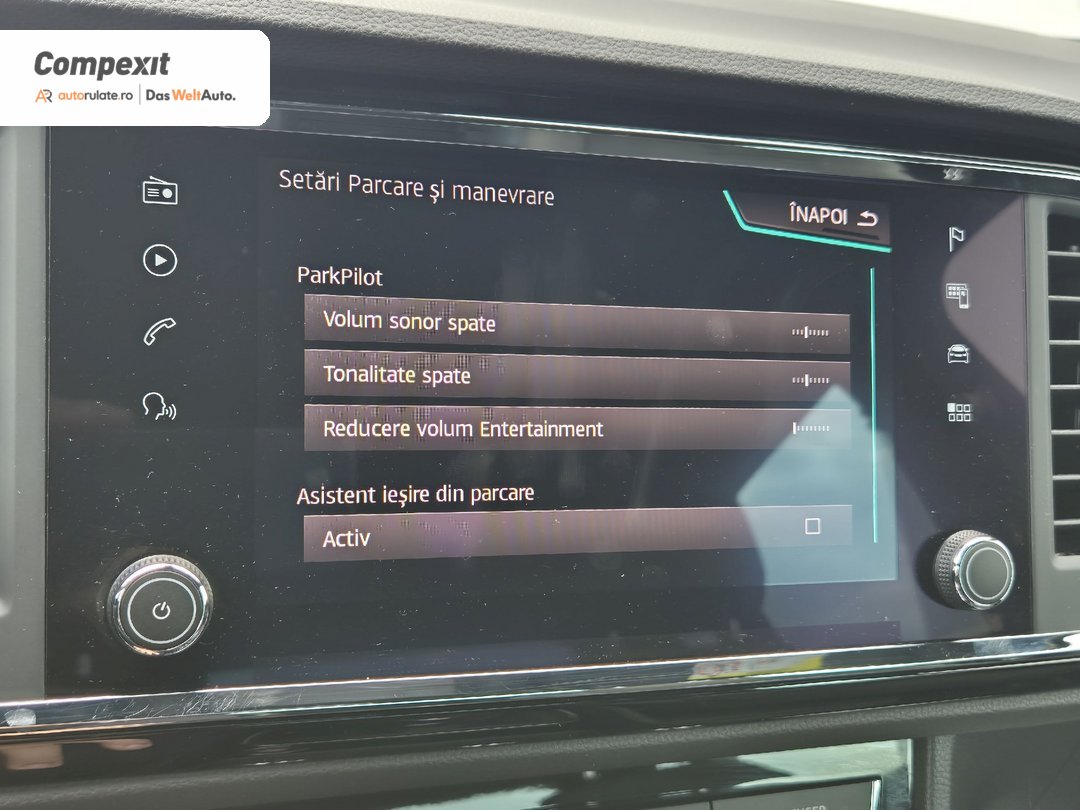 Compexit
AR autorulate.ro | Das WeltAuto.
Setări Parcare și manevrare
ÎNAPOI
ParkPilot
Volum sonor spate
Tonalitate spate
Reducere volum Entertainment
Asistent ieșire din parcare
Activ